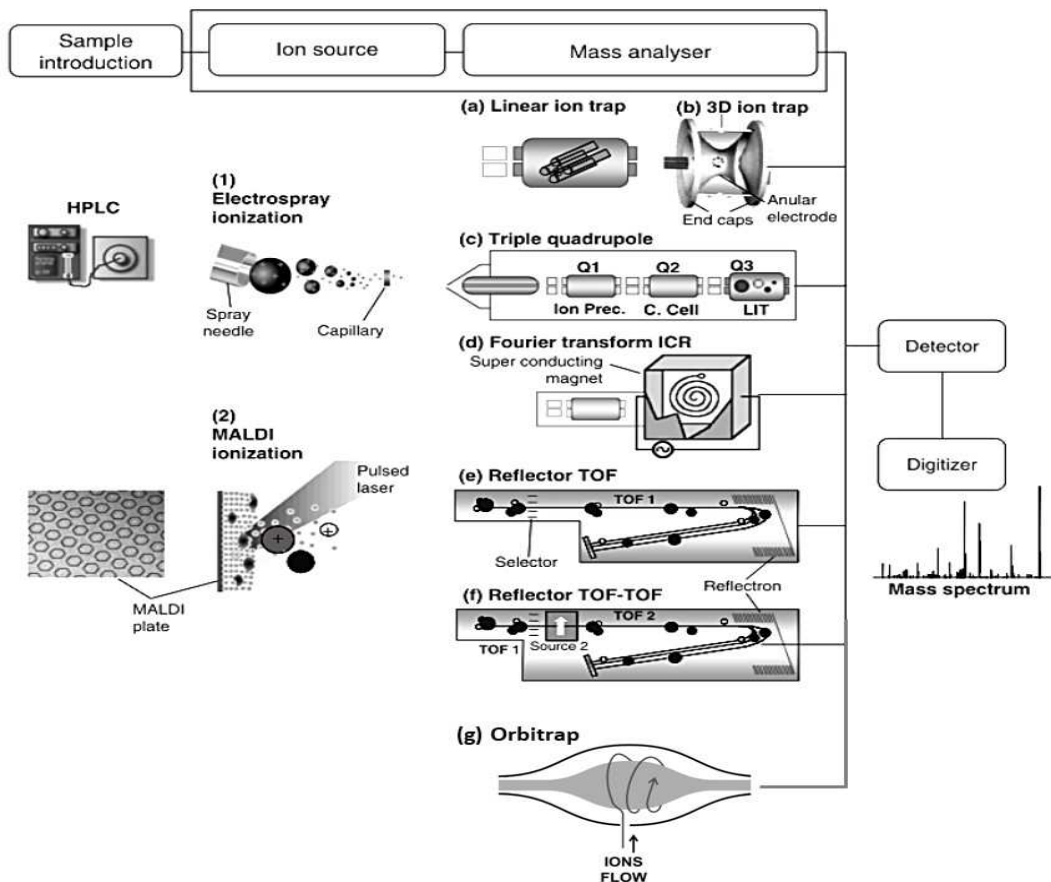 Sample
introduction
Ion source
Mass analyser
(a) Linear ion trap
(b) 3D ion trap
End caps
Anular
electrode
HPLC
(1)
Electrospray
ionization
Spray
needle
Capillary
(c) Triple quadrupole
Q1
Q2
Q3
Ion Prec.
C. Cell
LIT
(d) Fourier transform ICR
Super conducting
magnet
Detector
Digitizer
Mass spectrum
(2)
MALDI
ionization
Pulsed
laser
MALDI
plate
(e) Reflector TOF
TOF 1
Selector
Reflectron
(f) Reflector TOF-TOF
TOF 2
TOF 1
Source 2
(g) Orbitrap
IONS
FLOW